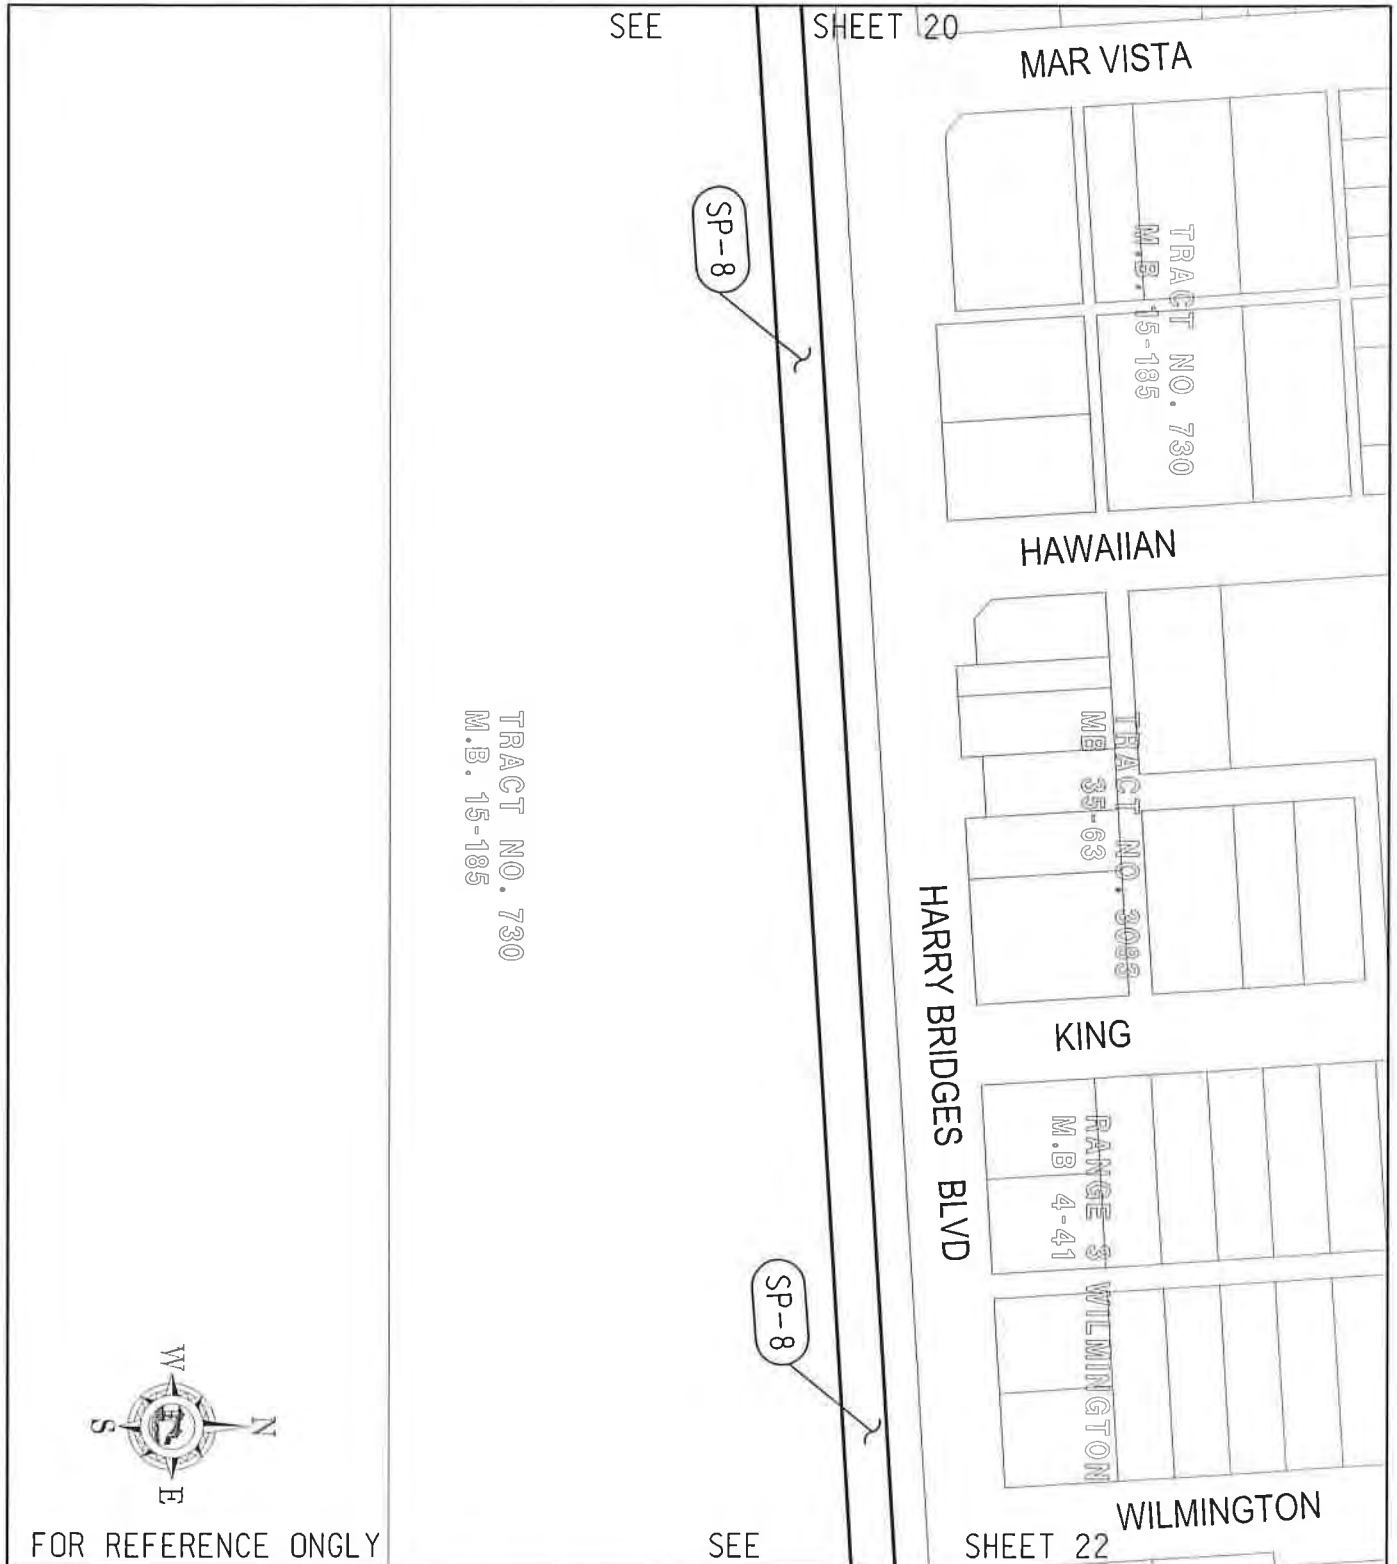 SEE SHEET 20
MAR VISTA
SP-8
TRACT NO. 730
M.B. 15-185
HAWAIIAN
TRACT NO. 730
M.B. 15-185
TRACT NO. 3083
MB 35-63
HARRY BRIDGES BLVD
KING
RANGE 3 WILMINGTON
M.B 4-41
SP-8
W
N
S
E
WILMINGTON
FOR REFERENCE ONGLY
SEE SHEET 22